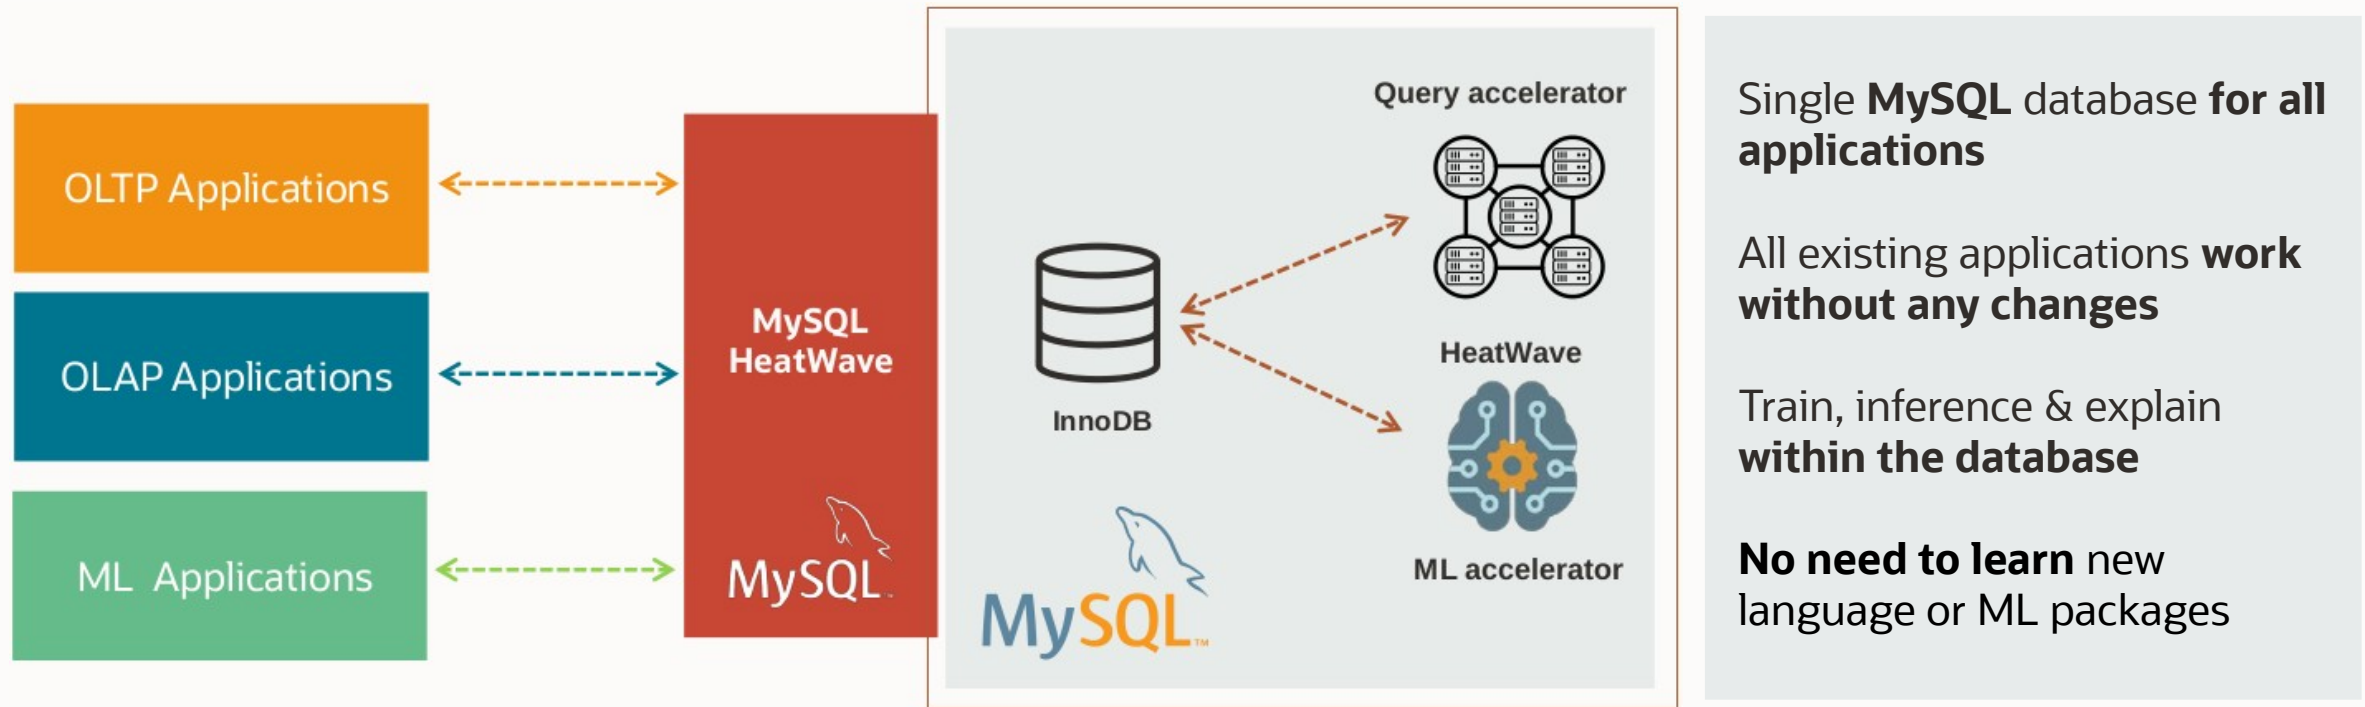 OLTP Applications
OLAP Applications
ML Applications
MySQL
HeatWave
MySQL™
InnoDB
MySQL™
Query accelerator
HeatWave
ML accelerator
Single MySQL database for all
applications
All existing applications work
without any changes
Train, inference & explain
within the database
No need to learn new
language or ML packages